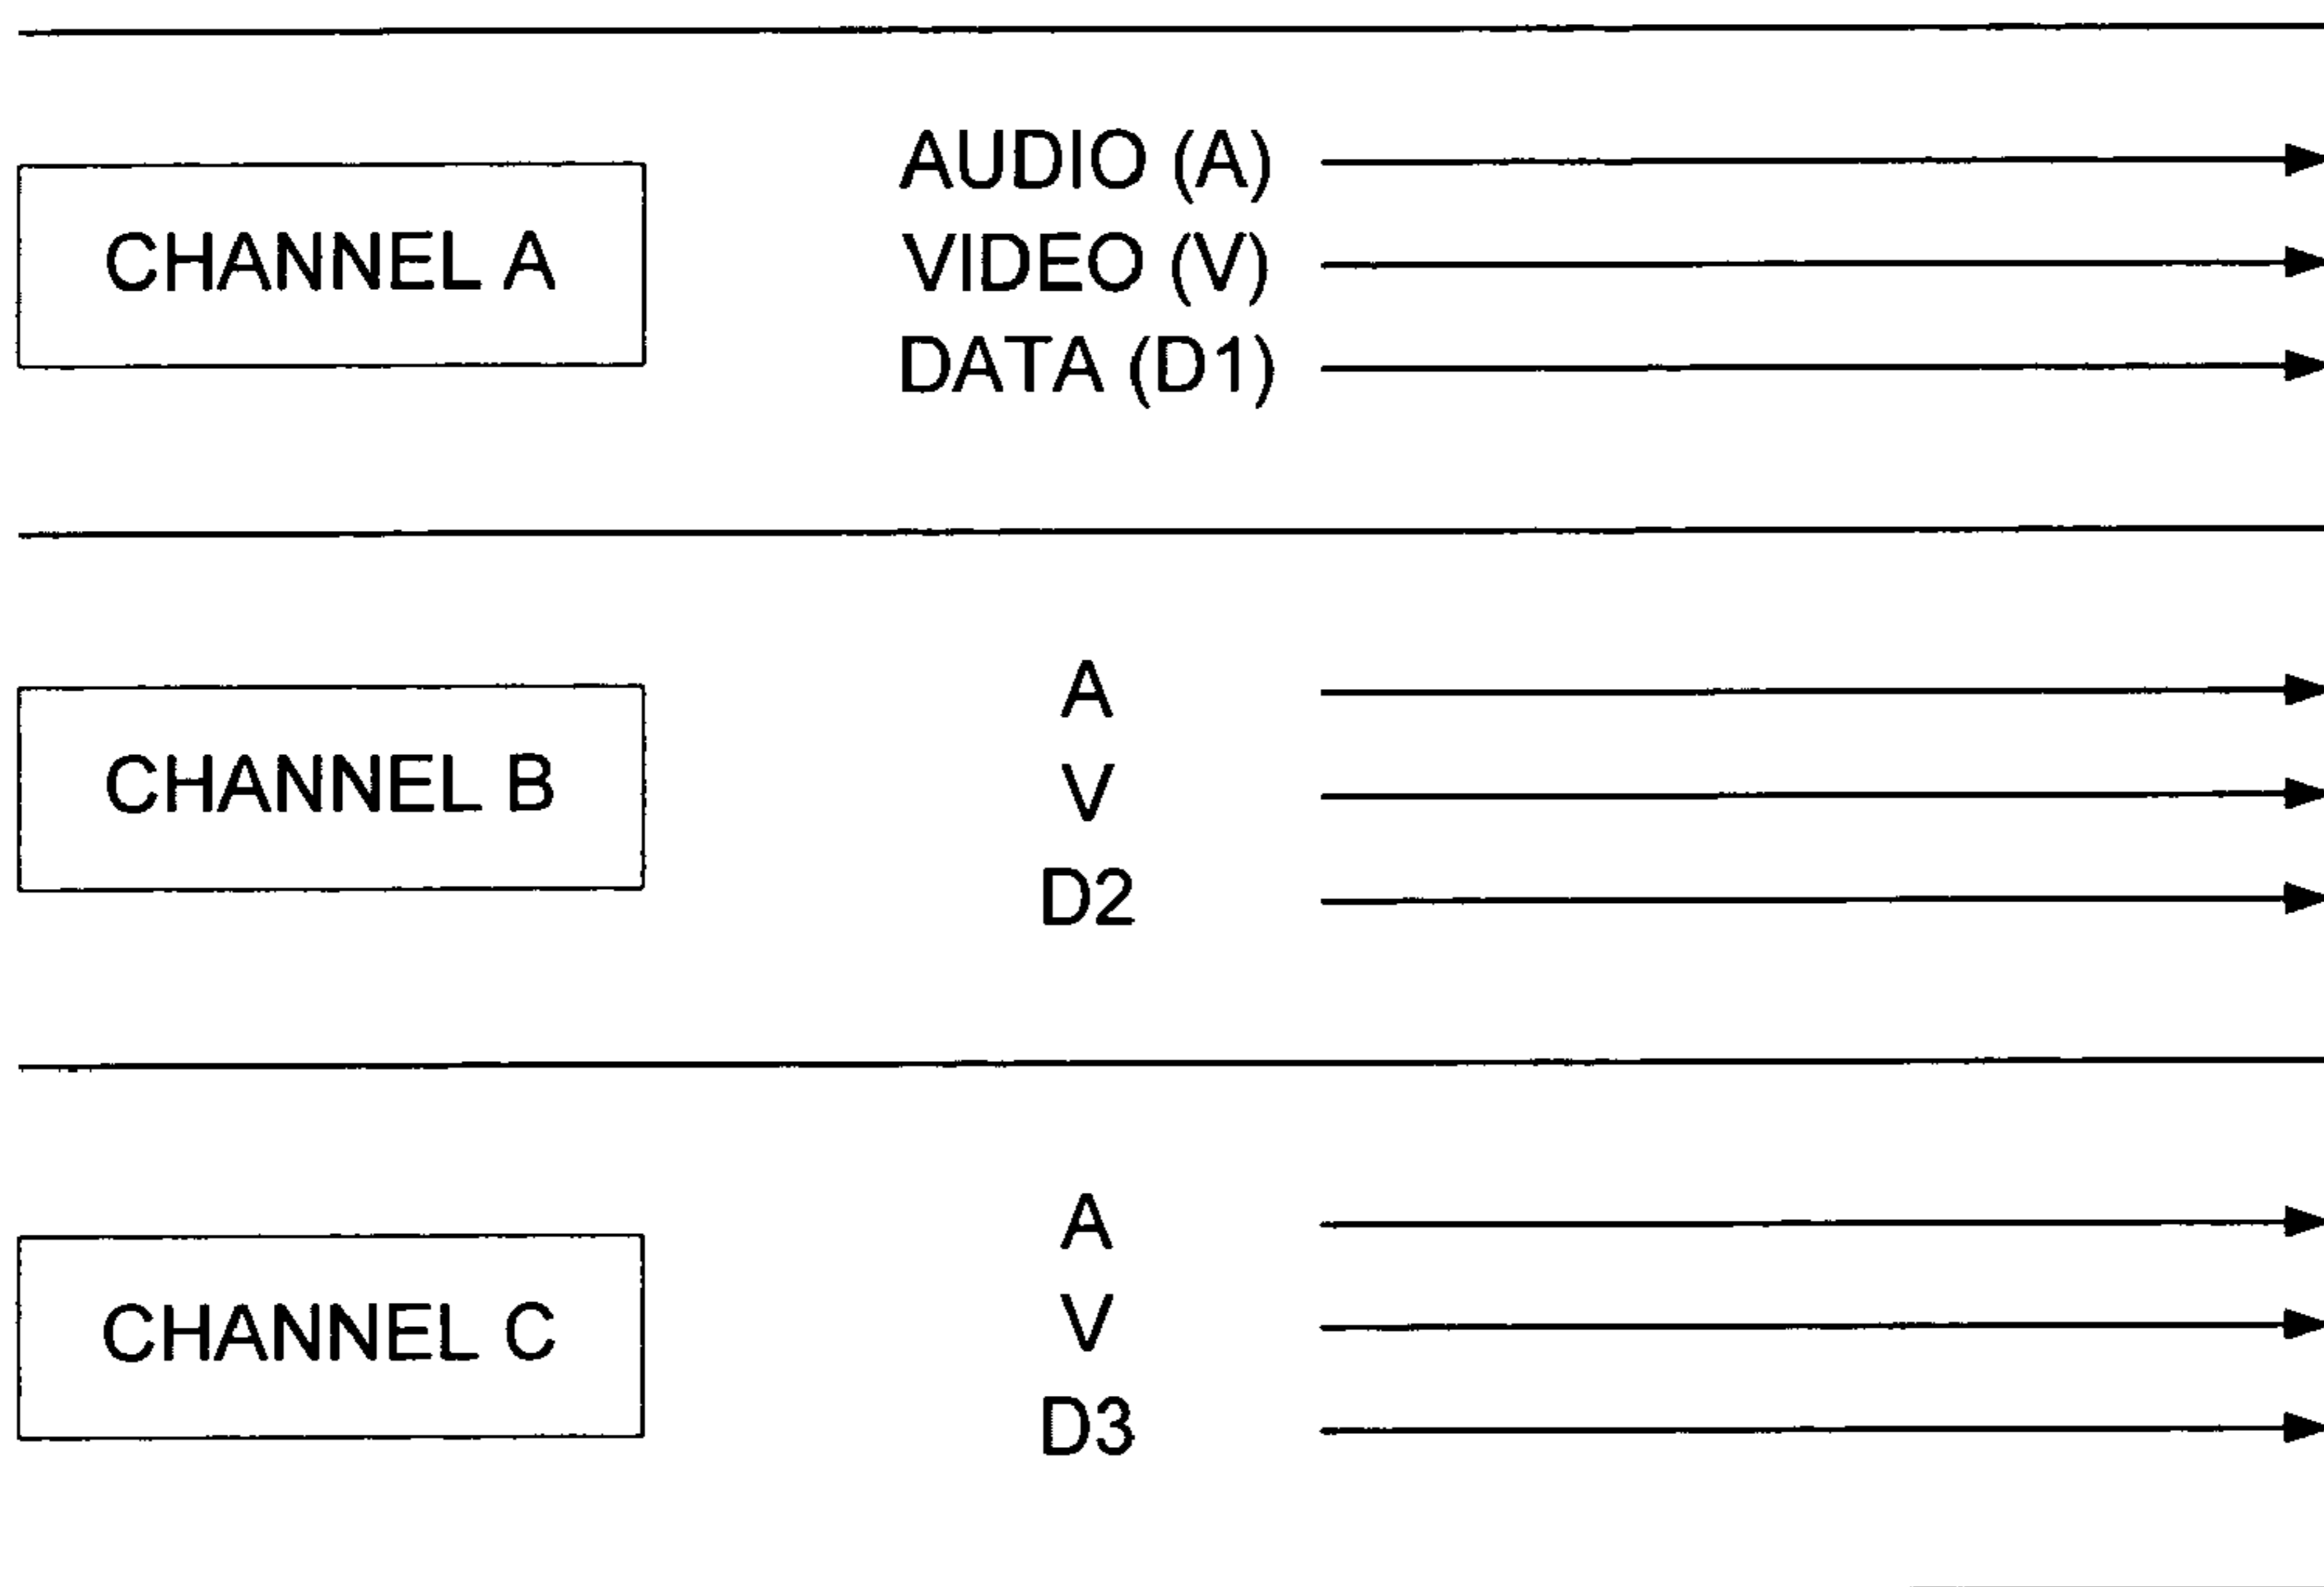 CHANNEL A
AUDIO (A)
VIDEO (V)
DATA (D1)
CHANNEL B
A
V
D2
CHANNEL C
A
V
D3